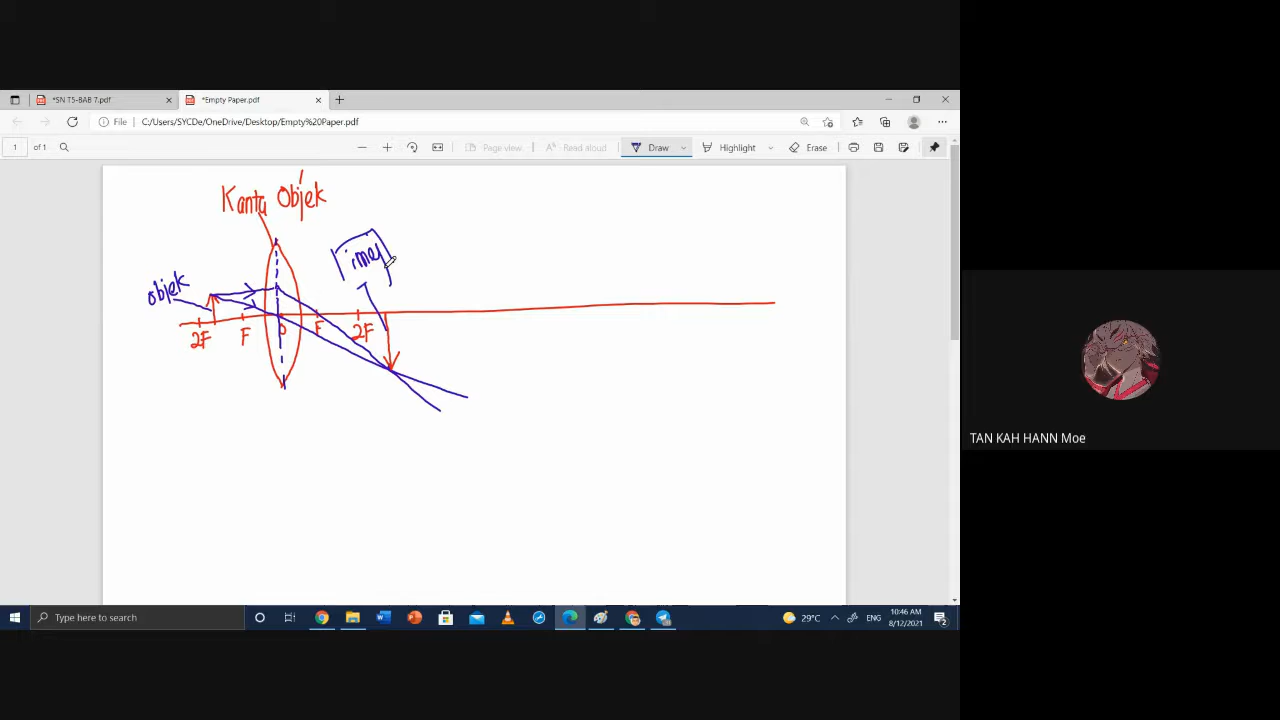 *SN T5-BAB 7.pdf
*Empty Paper.pdf
File
C:/Users/SYCDe/OneDrive/Desktop/Empty%20Paper.pdf
1
of 1
Page view
Read aloud
Draw
Highlight
Erase
Kanta Objek
imej
objek
2F
F
O
F
2F
TAN KAH HANN Moe
Type here to search
29°C
ENG
10:46 AM
8/12/2021
2